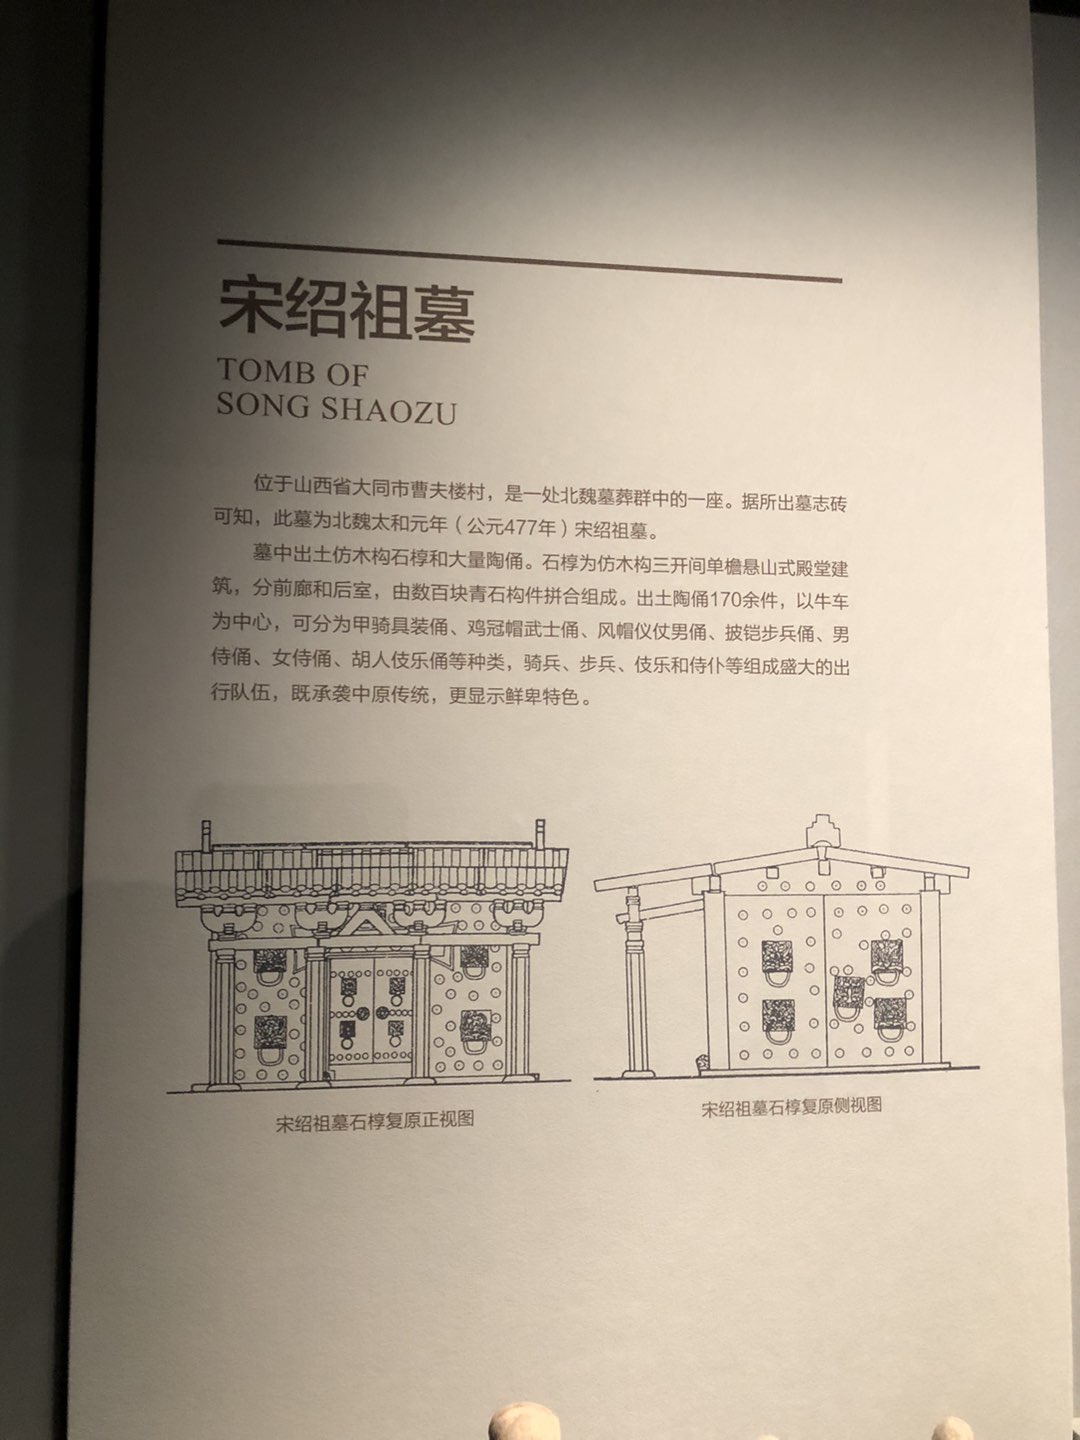 宋绍祖墓
TOMB OF
SONG SHAOZU
位于山西省大同市曹夫楼村，是一处北魏墓葬群中的一座。据所出墓志砖
可知，此墓为北魏太和元年（公元477年）宋绍祖墓。
墓中出土仿木构石椁和大量陶俑。石椁为仿木构三开间单檐悬山式殿堂建
筑，分前廊和后室，由数百块青石构件拼合组成。出土陶俑170余件，以牛车
为中心，可分为甲骑具装俑、鸡冠帽武士俑、风帽仪仗男俑、披铠步兵俑、男
侍俑、女侍俑、胡人伎乐俑等种类，骑兵、步兵、伎乐和侍仆等组成盛大的出
行队伍，既承袭中原传统，更显示鲜卑特色。
宋绍祖墓石椁复原正视图
宋绍祖墓石椁复原侧视图